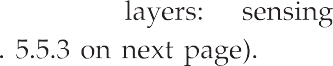 layers: sensing
. 5.5.3 on next page).